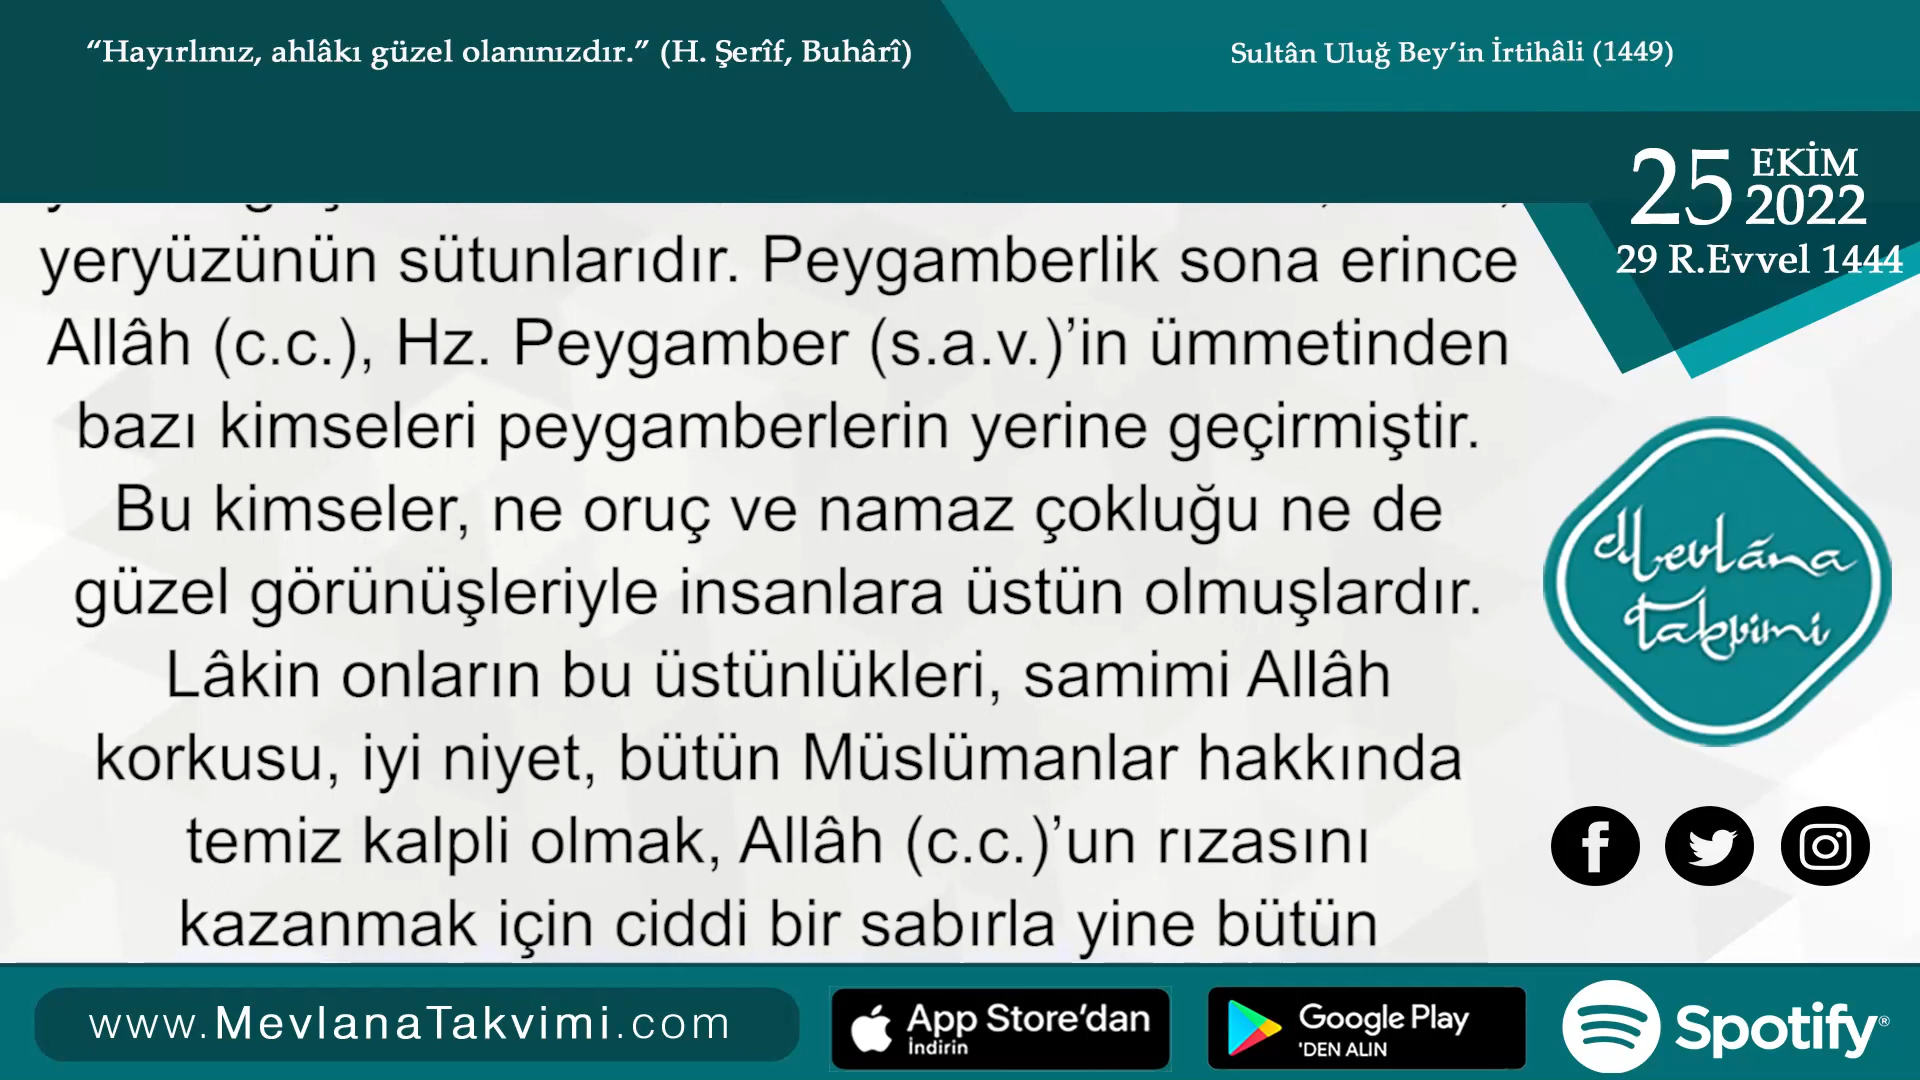 “Hayırlınız, ahlâkı güzel olanınızdır.” (H. Şerîf, Buhârî)
Sultân Uluğ Bey’in İrtihâli (1449)
25 EKİM 2022
29 R.Evvel 1444
yeryüzünün sütunlarıdır. Peygamberlik sona erince
Allâh (c.c.), Hz. Peygamber (s.a.v.)’in ümmetinden
bazı kimseleri peygamberlerin yerine geçirmiştir.
Bu kimseler, ne oruç ve namaz çokluğu ne de
güzel görünüşleriyle insanlara üstün olmuşlardır.
Lâkin onların bu üstünlükleri, samimi Allâh
korkusu, iyi niyet, bütün Müslümanlar hakkında
temiz kalpli olmak, Allâh (c.c.)’un rızasını
kazanmak için ciddi bir sabırla yine bütün
Mevlâna
Takvimi
www.MevlanaTakvimi.com
App Store’dan
İndirin
Google Play
'DEN ALIN
Spotify®